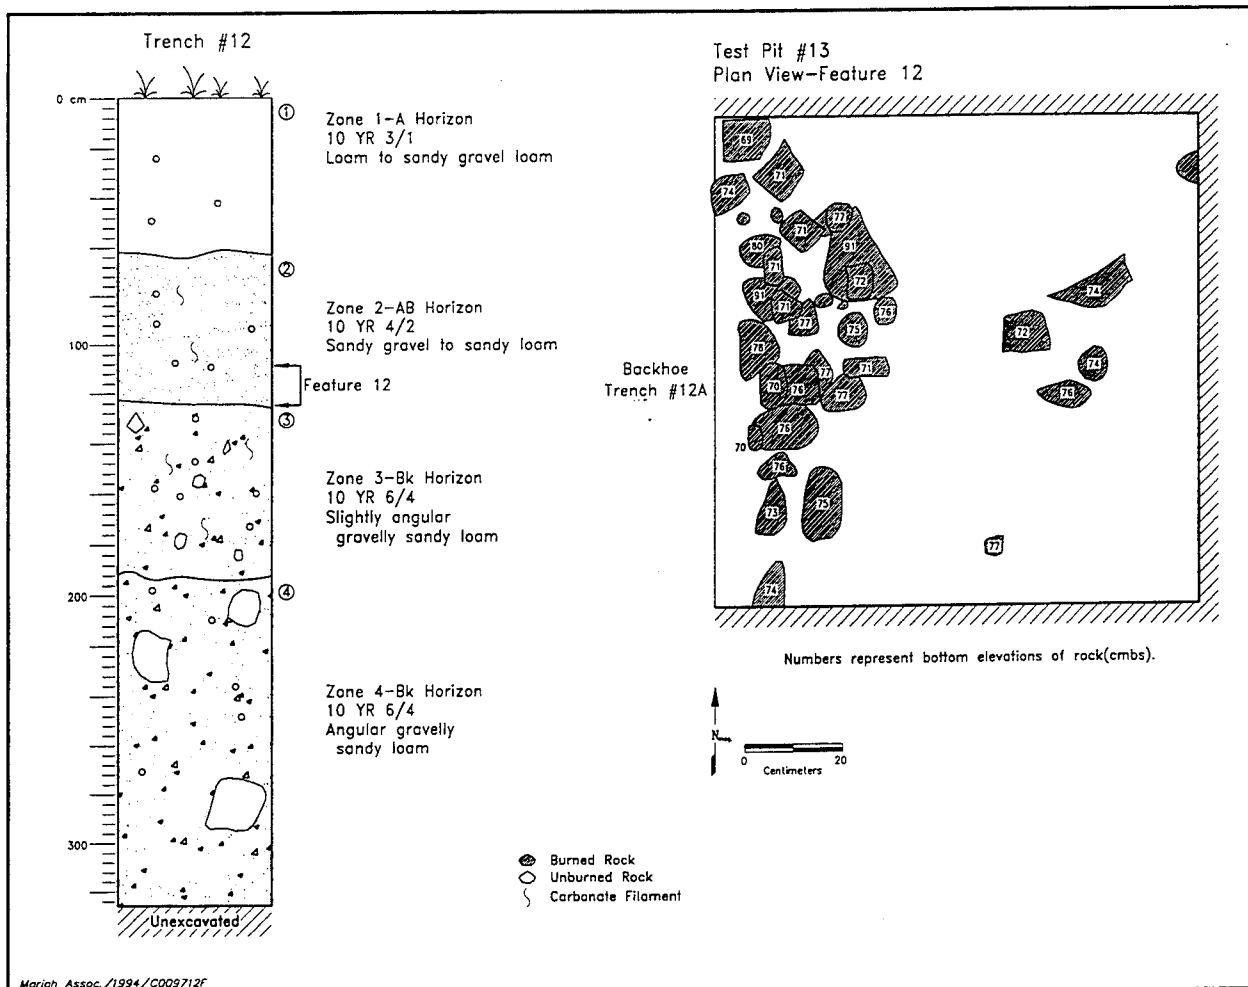 Trench #12
0 cm
100
200
300
①
Zone 1-A Horizon
10 YR 3/1
Loam to sandy gravel loam
②
Zone 2-AB Horizon
10 YR 4/2
Sandy gravel to sandy loam
Feature 12
③
Zone 3-Bk Horizon
10 YR 6/4
Slightly angular
gravelly sandy loam
④
Zone 4-Bk Horizon
10 YR 6/4
Angular gravelly
sandy loam
Unexcavated
Burned Rock
Unburned Rock
Carbonate Filament
Test Pit #13
Plan View-Feature 12
69
71
74
77
71
80
91
71
72
91
71
77
76
75
78
77
71
70
76
77
76
70
76
73
75
74
74
72
74
76
77
Backhoe
Trench #12A
Numbers represent bottom elevations of rock(cmbs).
N
0 20
Centimeters
Mariah Assoc./1994/C009712F